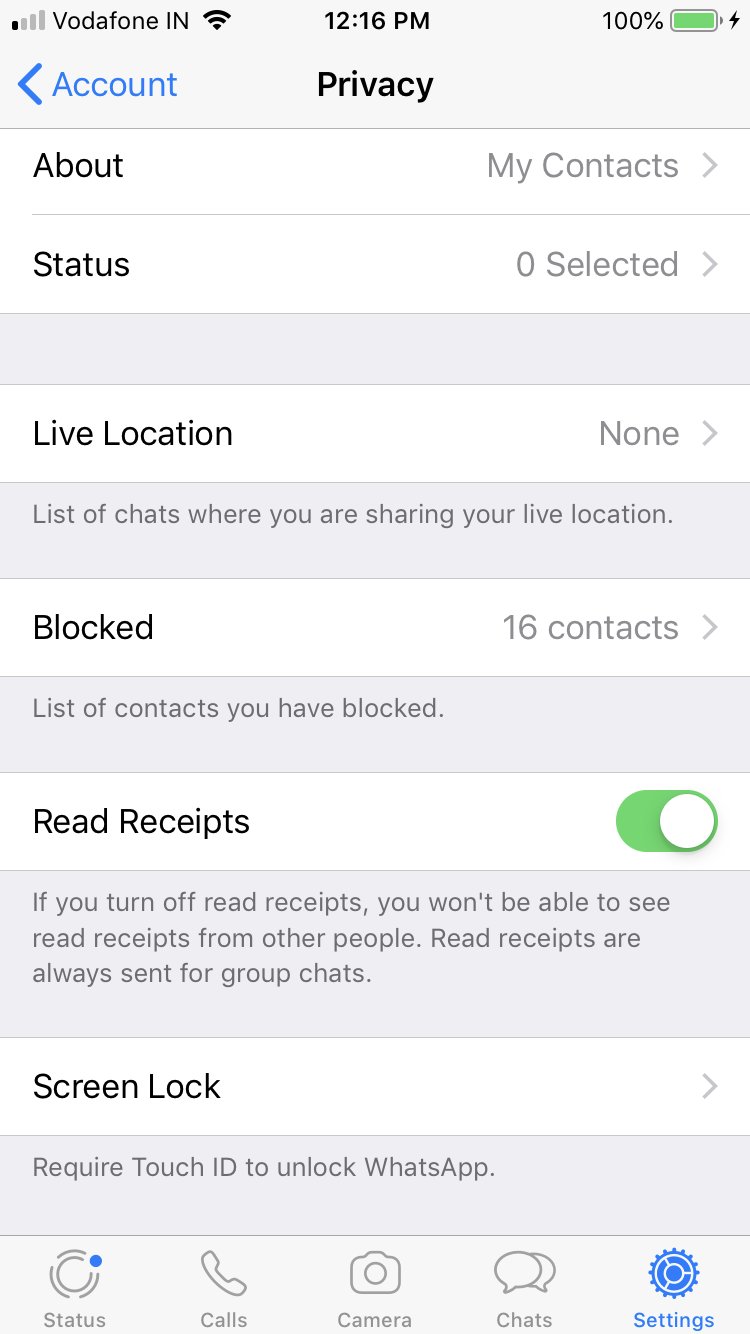 Vodafone IN 12:16 PM 100%
Account Privacy
About My Contacts
Status 0 Selected
Live Location None
List of chats where you are sharing your live location.
Blocked 16 contacts
List of contacts you have blocked.
Read Receipts
If you turn off read receipts, you won't be able to see
read receipts from other people. Read receipts are
always sent for group chats.
Screen Lock
Require Touch ID to unlock WhatsApp.
Status Calls Camera Chats Settings